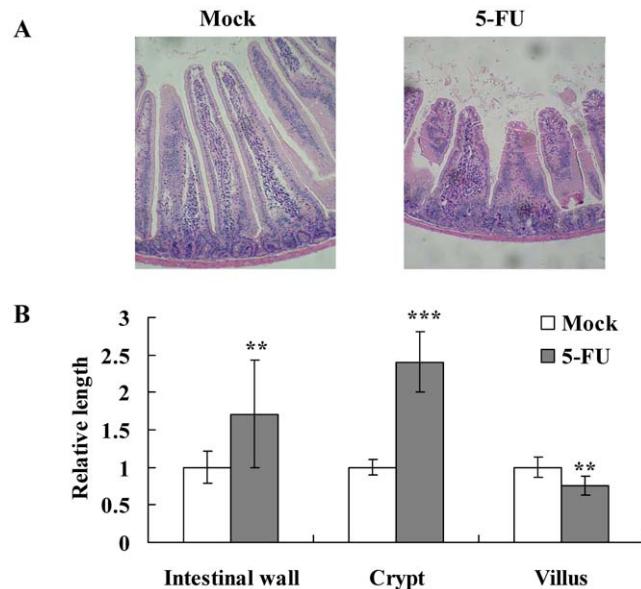 A
Mock
5-FU
B
Relative length
3
2.5
2
1.5
1
0.5
0
**
***
**
Mock
5-FU
Intestinal wall
Crypt
Villus